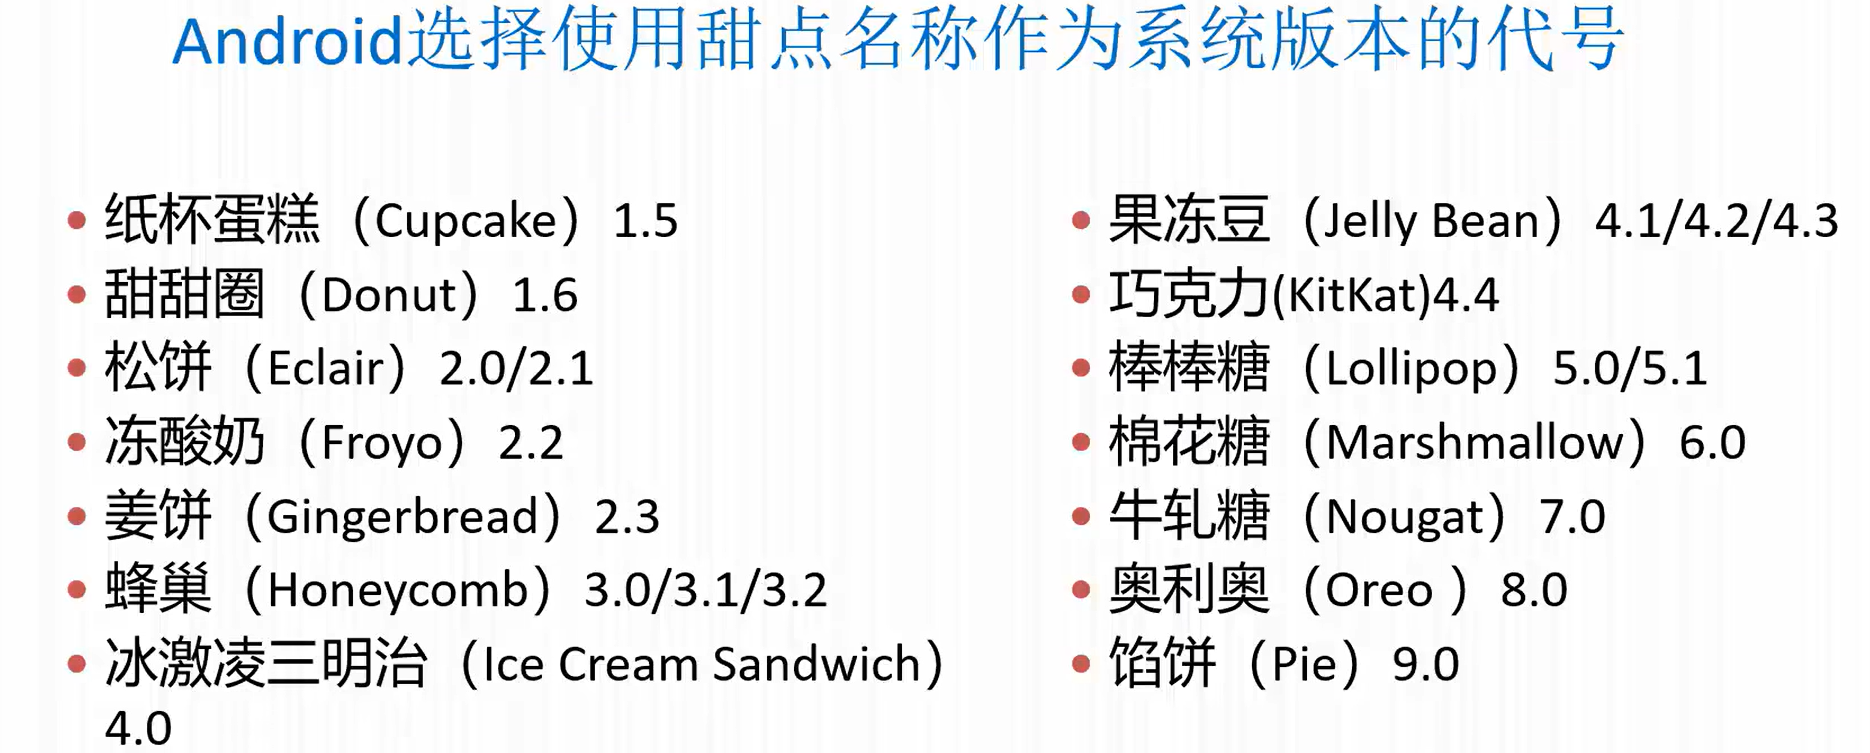 Android选择使用甜点名称作为系统版本的代号
• 纸杯蛋糕（Cupcake）1.5
• 甜甜圈（Donut）1.6
• 松饼（Eclair）2.0/2.1
• 冻酸奶（Froyo）2.2
• 姜饼（Gingerbread）2.3
• 蜂巢（Honeycomb）3.0/3.1/3.2
• 冰激凌三明治（Ice Cream Sandwich）
4.0
• 果冻豆（Jelly Bean）4.1/4.2/4.3
• 巧克力(KitKat)4.4
• 棒棒糖（Lollipop）5.0/5.1
• 棉花糖（Marshmallow）6.0
• 牛轧糖（Nougat）7.0
• 奥利奥（Oreo ）8.0
• 馅饼（Pie）9.0